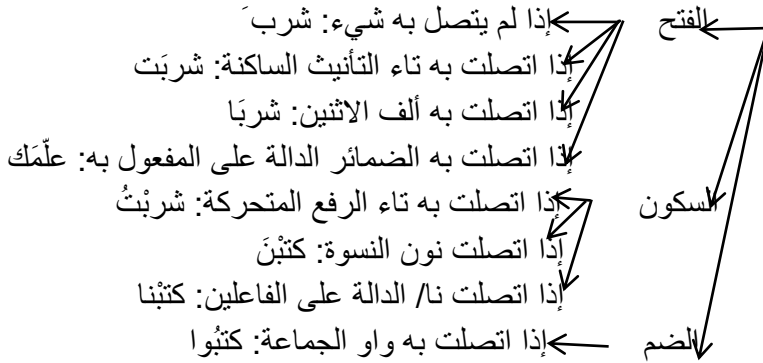 الفتح إذا لم يتصل به شيء: شربَ
إذا اتصلت به تاء التأنيث الساكنة: شربَت
إذا اتصلت به ألف الاثنين: شربَا
إذا اتصلت به الضمائر الدالة على المفعول به: علّمَك
السكون إذا اتصلت به تاء الرفع المتحركة: شربْتُ
إذا اتصلت نون النسوة: كتبْنَ
إذا اتصلت نا/ الدالة على الفاعلين: كتبْنا
الضم إذا اتصلت به واو الجماعة: كتبُوا